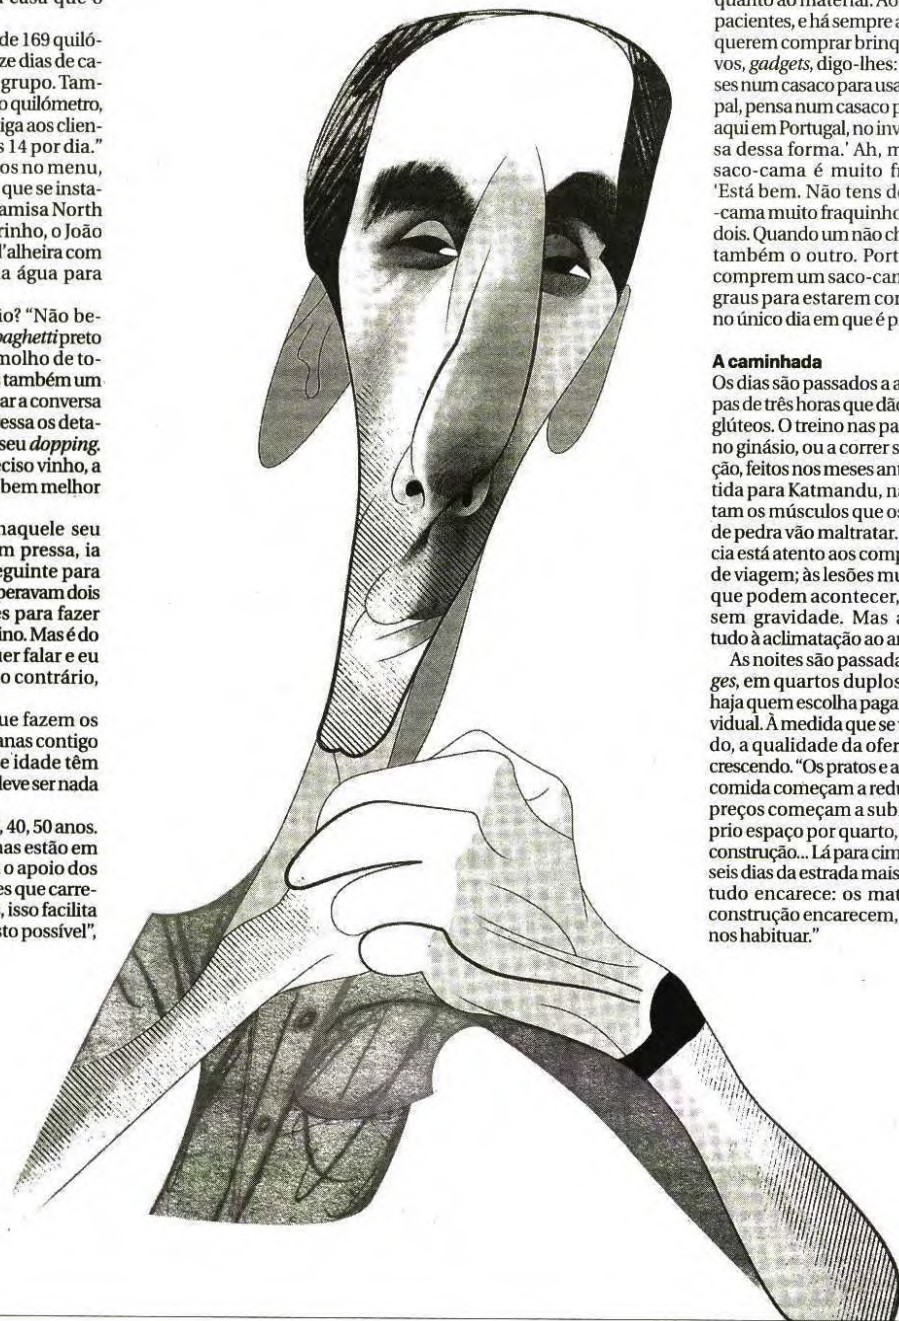 de 169 quiló-
ze dias de ca-
grupo. Tam-
o quilómetro,
iga aos clien-
s 14 por dia.”
os no menu,
que se insta-
amisa North
rinho, o João
l’alheira com
a água para
io? “Não be-
paghetti preto
molho de to-
também um
ar a conversa
essa os deta-
seu dopping.
ciso vinho, a
bem melhor
naquele seu
m pressa, ia
eguinte para
peravam dois
es para fazer
ino. Mas é do
uer falar e eu
o contrário,
ue fazem os
anas contigo
e idade têm
leve ser nada
, 40, 50 anos.
nas estão em
o apoio dos
es que carre-
, isso facilita
sto possível”,
pacientes, e há sempre a
querem comprar brinq
vos, gadgets, digo-lhes:
ses num casaco para usa
pal, pensa num casaco p
aqui em Portugal, no inv
sa dessa forma.’ Ah, m
saco-cama é muito fr
‘Está bem. Não tens d
-cama muito fraquinho
dois. Quando um não ch
também o outro. Port
comprem um saco-can
graus para estarem con
no único dia em que é p
A caminhada
Os dias são passados a a
pas de três horas que dão
glúteos. O treino nas pa
no ginásio, ou a correr s
ção, feitos nos meses ant
tida para Katmandu, na
tam os músculos que os
de pedra vão maltratar.
cia está atento aos comp
de viagem; às lesões mu
que podem acontecer,
sem gravidade. Mas a
tudo à aclimatação ao ar
As noites são passada
ges, em quartos duplos
haja quem escolha paga
vidual. À medida que se
do, a qualidade da ofer
crescendo. “Os pratos e a
comida começam a redu
preços começam a sub
prio espaço por quarto,
construção... Lá para cim
seis dias da estrada mais
tudo encarece: os mat
construção encarecem,
nos habituar.”